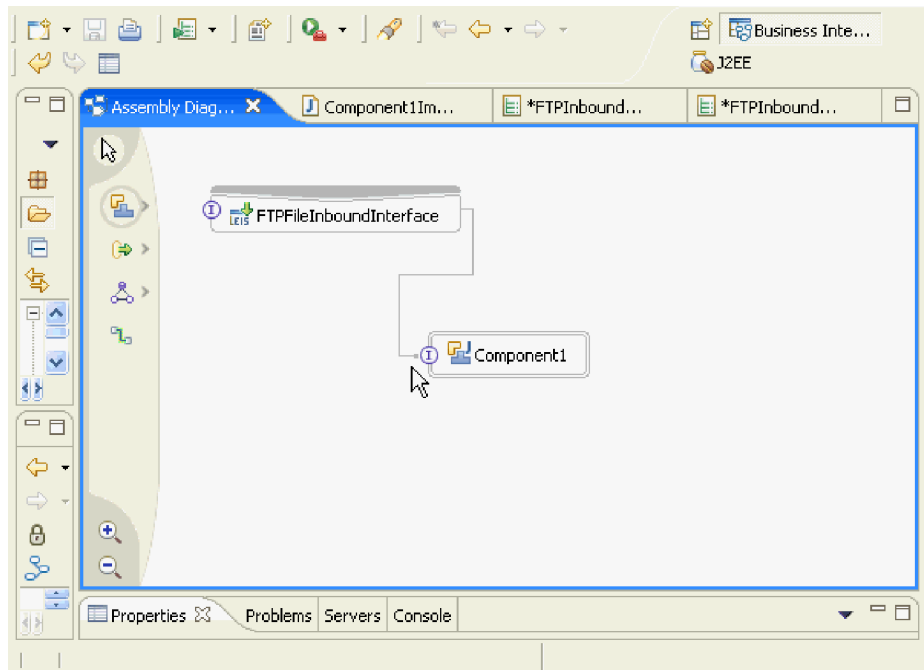 Business Inte...
J2EE
Assembly Diag...
Component1Im...
*FTPInbound...
*FTPInbound...
I
EIS
FTPFileInboundInterface
I
Component1
Properties
Problems
Servers
Console